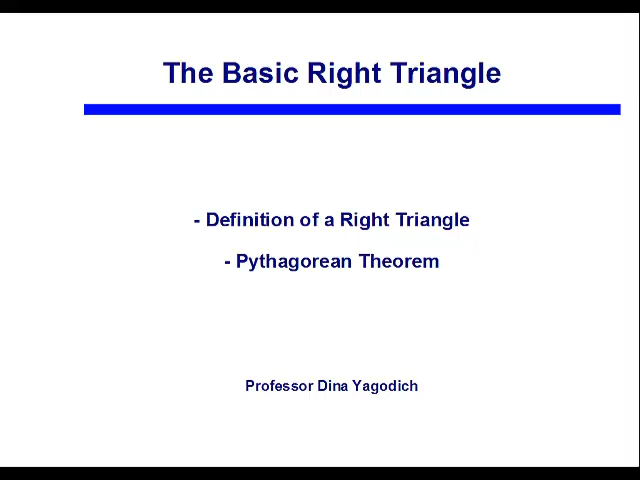 The Basic Right Triangle
- Definition of a Right Triangle
- Pythagorean Theorem
Professor Dina Yagodich